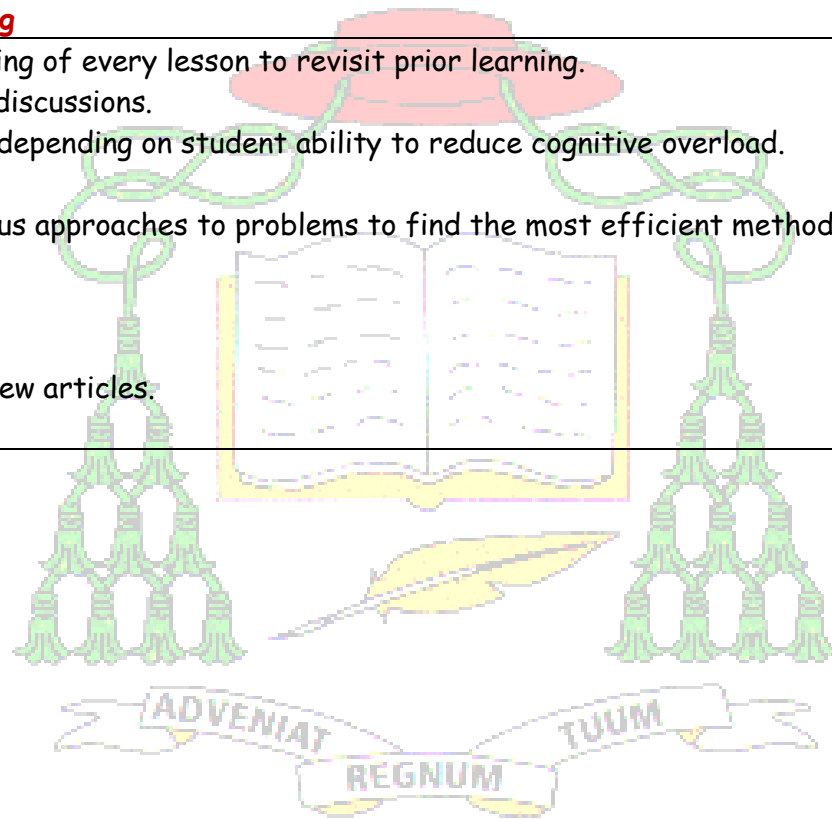 g
ing of every lesson to revisit prior learning.
discussions.
depending on student ability to reduce cognitive overload.
us approaches to problems to find the most efficient method
ew articles.
ADVENIAT
REGNUM
TUUM